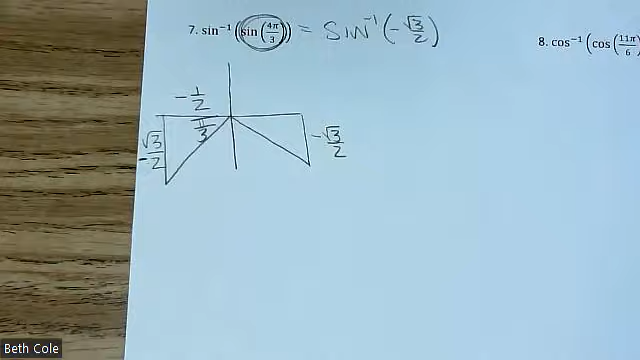 7. sin⁻¹ (sin(4π/3)) = SIN⁻¹(-√3/2)
8. cos⁻¹ (cos(11π/6)
-1/2
π/3
-√3/2
-√3/2
Beth Cole